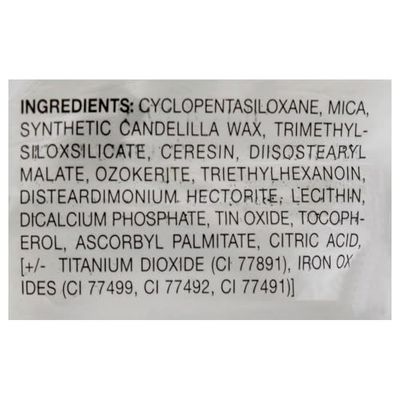 INGREDIENTS: CYCLOPENTASILOXANE, MICA,
SYNTHETIC CANDELILLA WAX, TRIMETHYL-
SILOXSILICATE, CERESIN, DIISOSTEARYL
MALATE, OZOKERITE, TRIETHYLHEXANOIN,
DISTEARDIMONIUM HECTORITE, LECITHIN,
DICALCIUM PHOSPHATE, TIN OXIDE, TOCOPH-
EROL, ASCORBYL PALMITATE, CITRIC ACID,
[+/- TITANIUM DIOXIDE (CI 77891), IRON OX
IDES (CI 77499, CI 77492, CI 77491)]